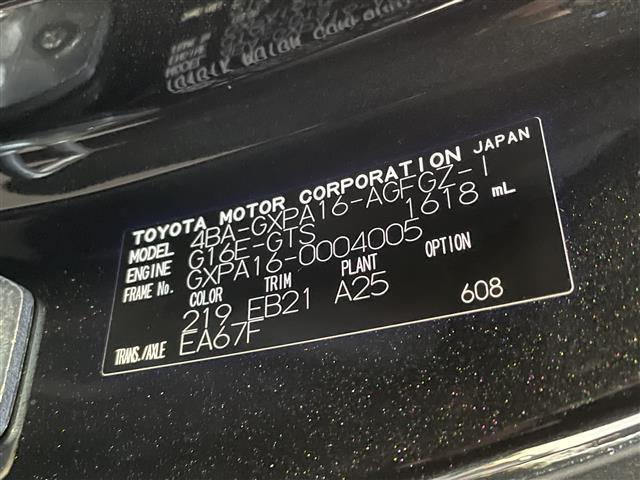 TOYOTA MOTOR CORPORATION JAPAN
MODEL 4BA-GXPA16-AGFGZ-I
ENGINE G16E-GTS 1618 mL
FRAME No. GXPA16-0004005
COLOR TRIM PLANT OPTION
219 EB21 A25 608
TRANS./AXLE EA67F